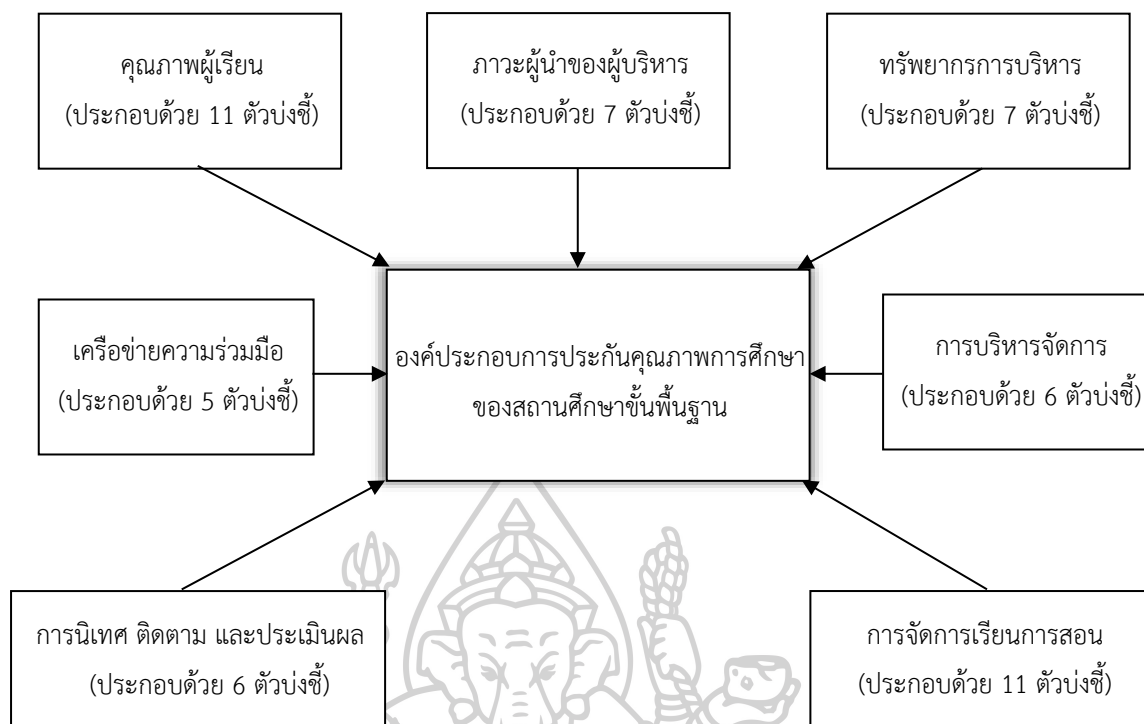 คุณภาพผู้เรียน
(ประกอบด้วย 11 ตัวบ่งชี้)
ภาวะผู้นำของผู้บริหาร
(ประกอบด้วย 7 ตัวบ่งชี้)
ทรัพยากรการบริหาร
(ประกอบด้วย 7 ตัวบ่งชี้)
เครือข่ายความร่วมมือ
(ประกอบด้วย 5 ตัวบ่งชี้)
องค์ประกอบการประกันคุณภาพการศึกษา
ของสถานศึกษาขั้นพื้นฐาน
การบริหารจัดการ
(ประกอบด้วย 6 ตัวบ่งชี้)
การนิเทศ ติดตาม และประเมินผล
(ประกอบด้วย 6 ตัวบ่งชี้)
การจัดการเรียนการสอน
(ประกอบด้วย 11 ตัวบ่งชี้)